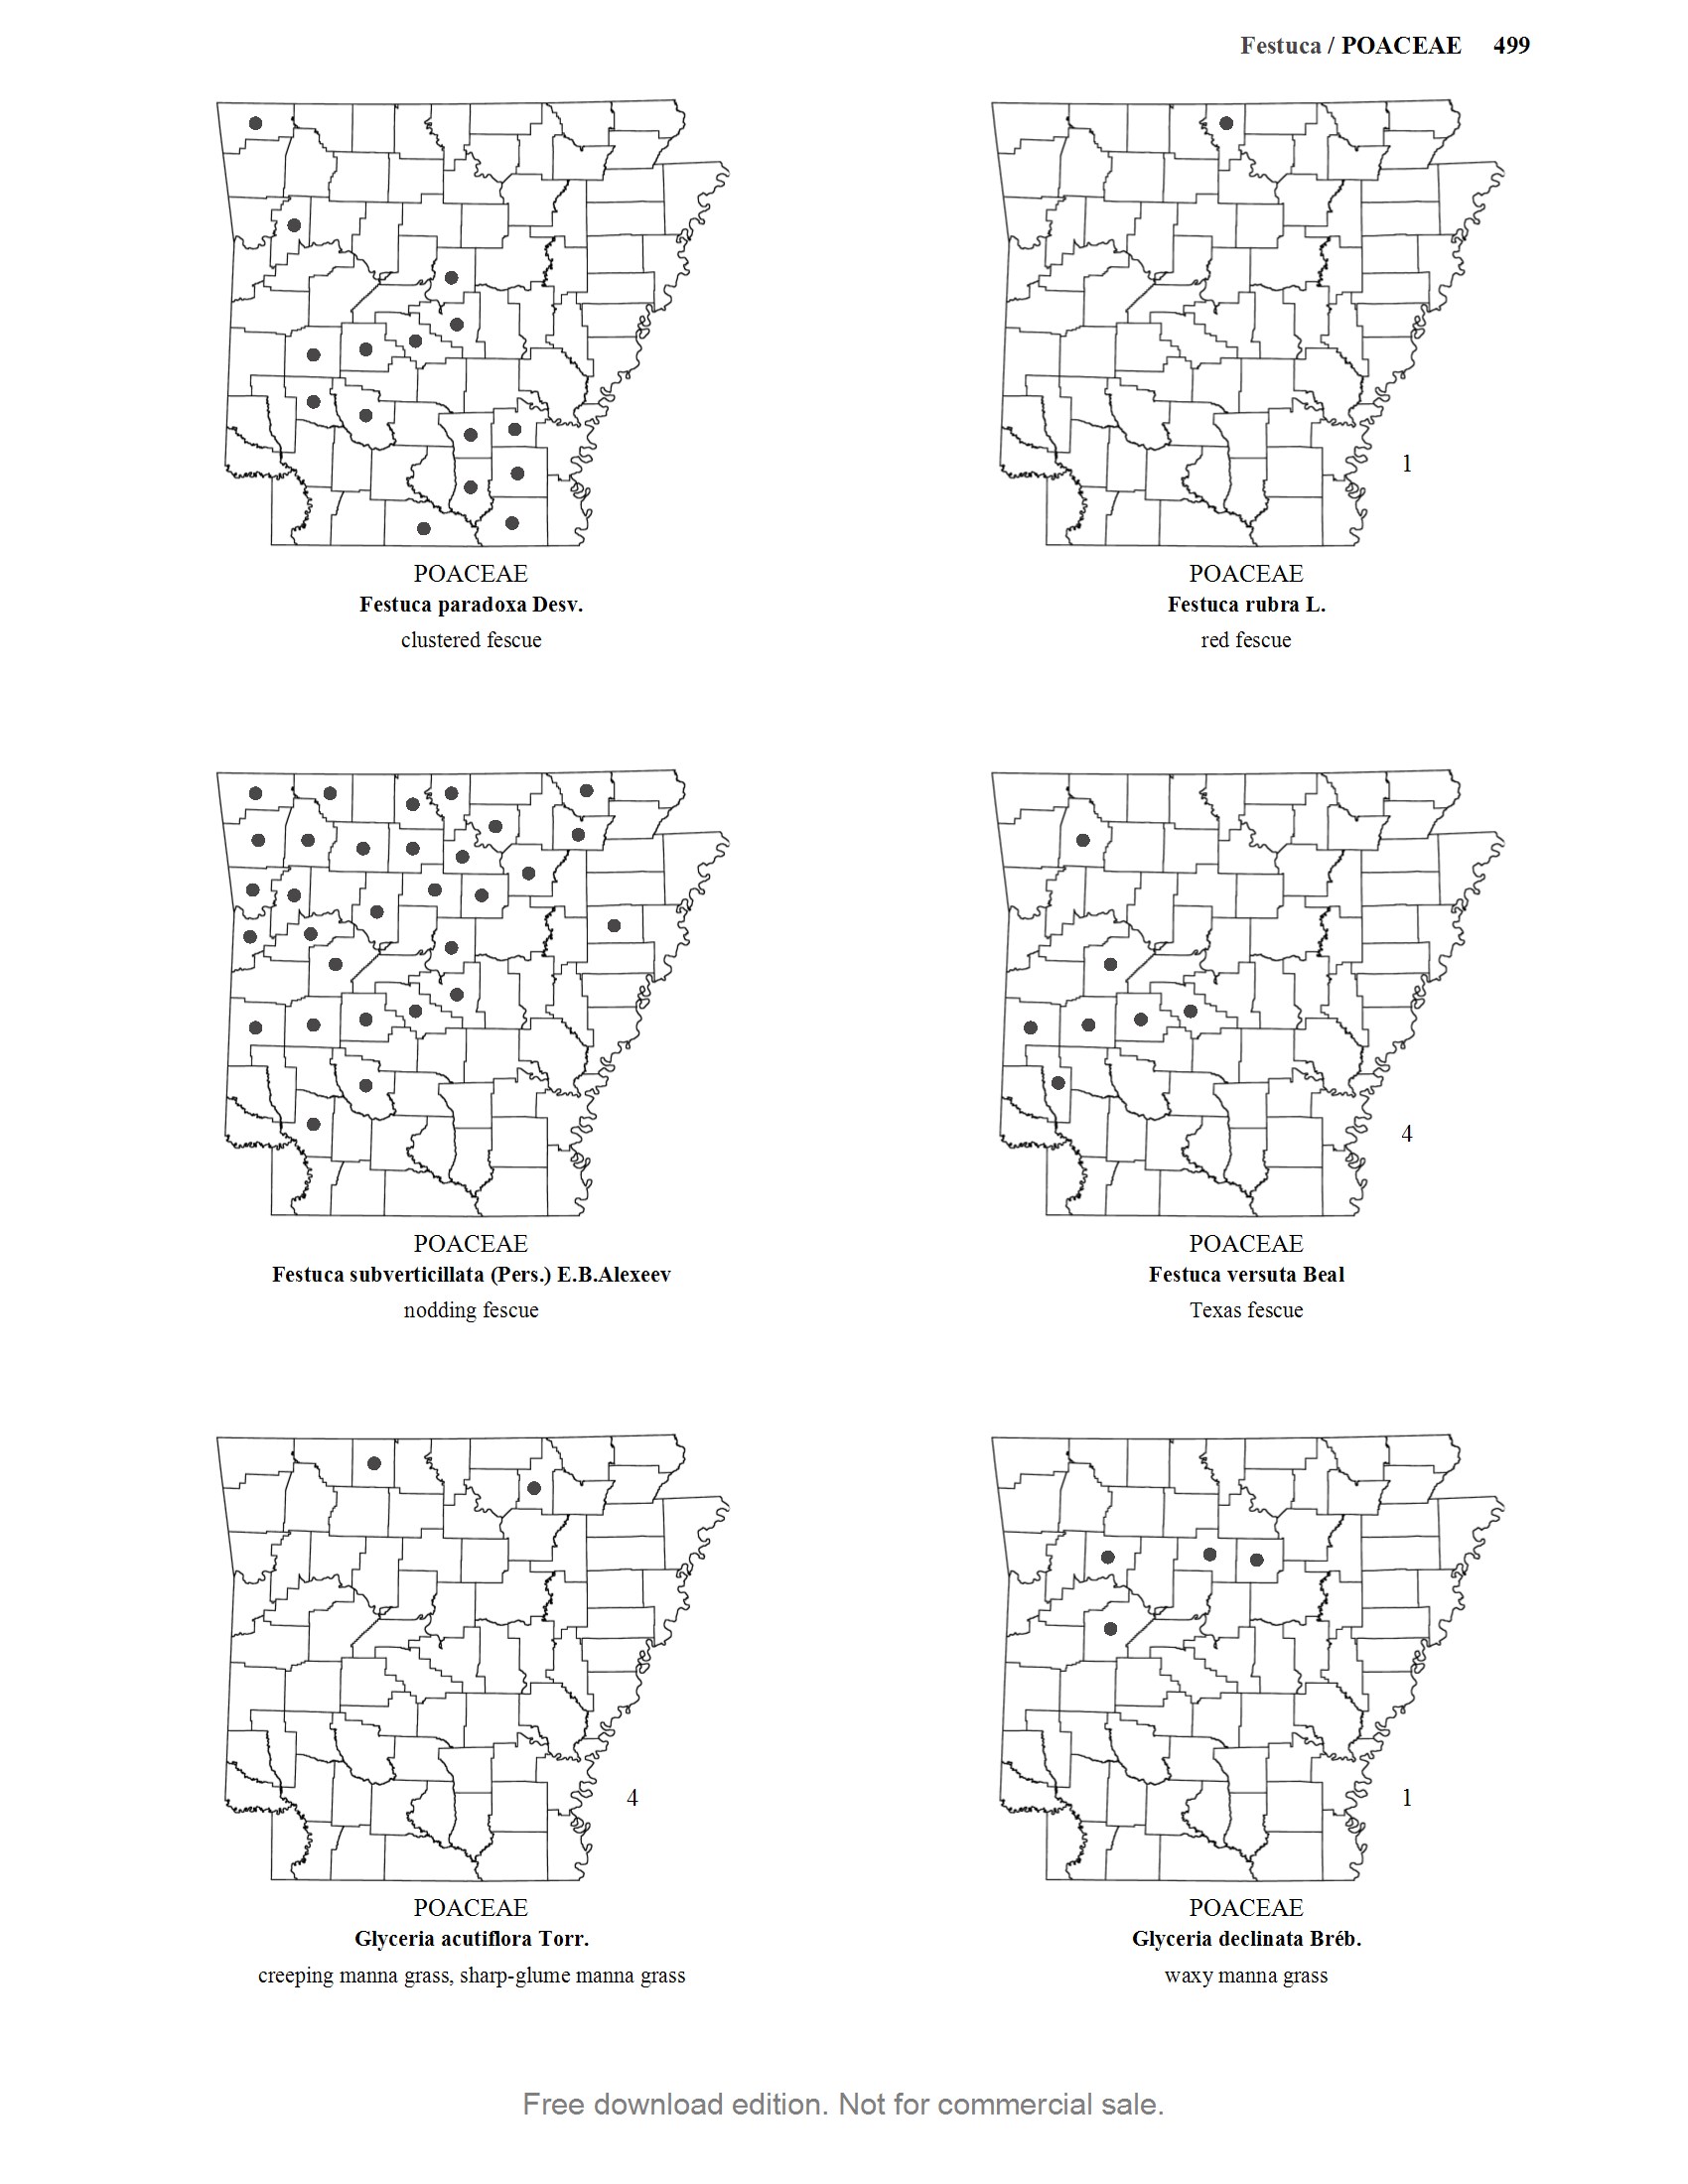 Festuca / POACEAE 499
POACEAE
Festuca paradoxa Desv.
clustered fescue
1
POACEAE
Festuca rubra L.
red fescue
POACEAE
Festuca subverticillata (Pers.) E.B.Alexeev
nodding fescue
4
POACEAE
Festuca versuta Beal
Texas fescue
4
POACEAE
Glyceria acutiflora Torr.
creeping manna grass, sharp-glume manna grass
1
POACEAE
Glyceria declinata Bréb.
waxy manna grass
Free download edition. Not for commercial sale.